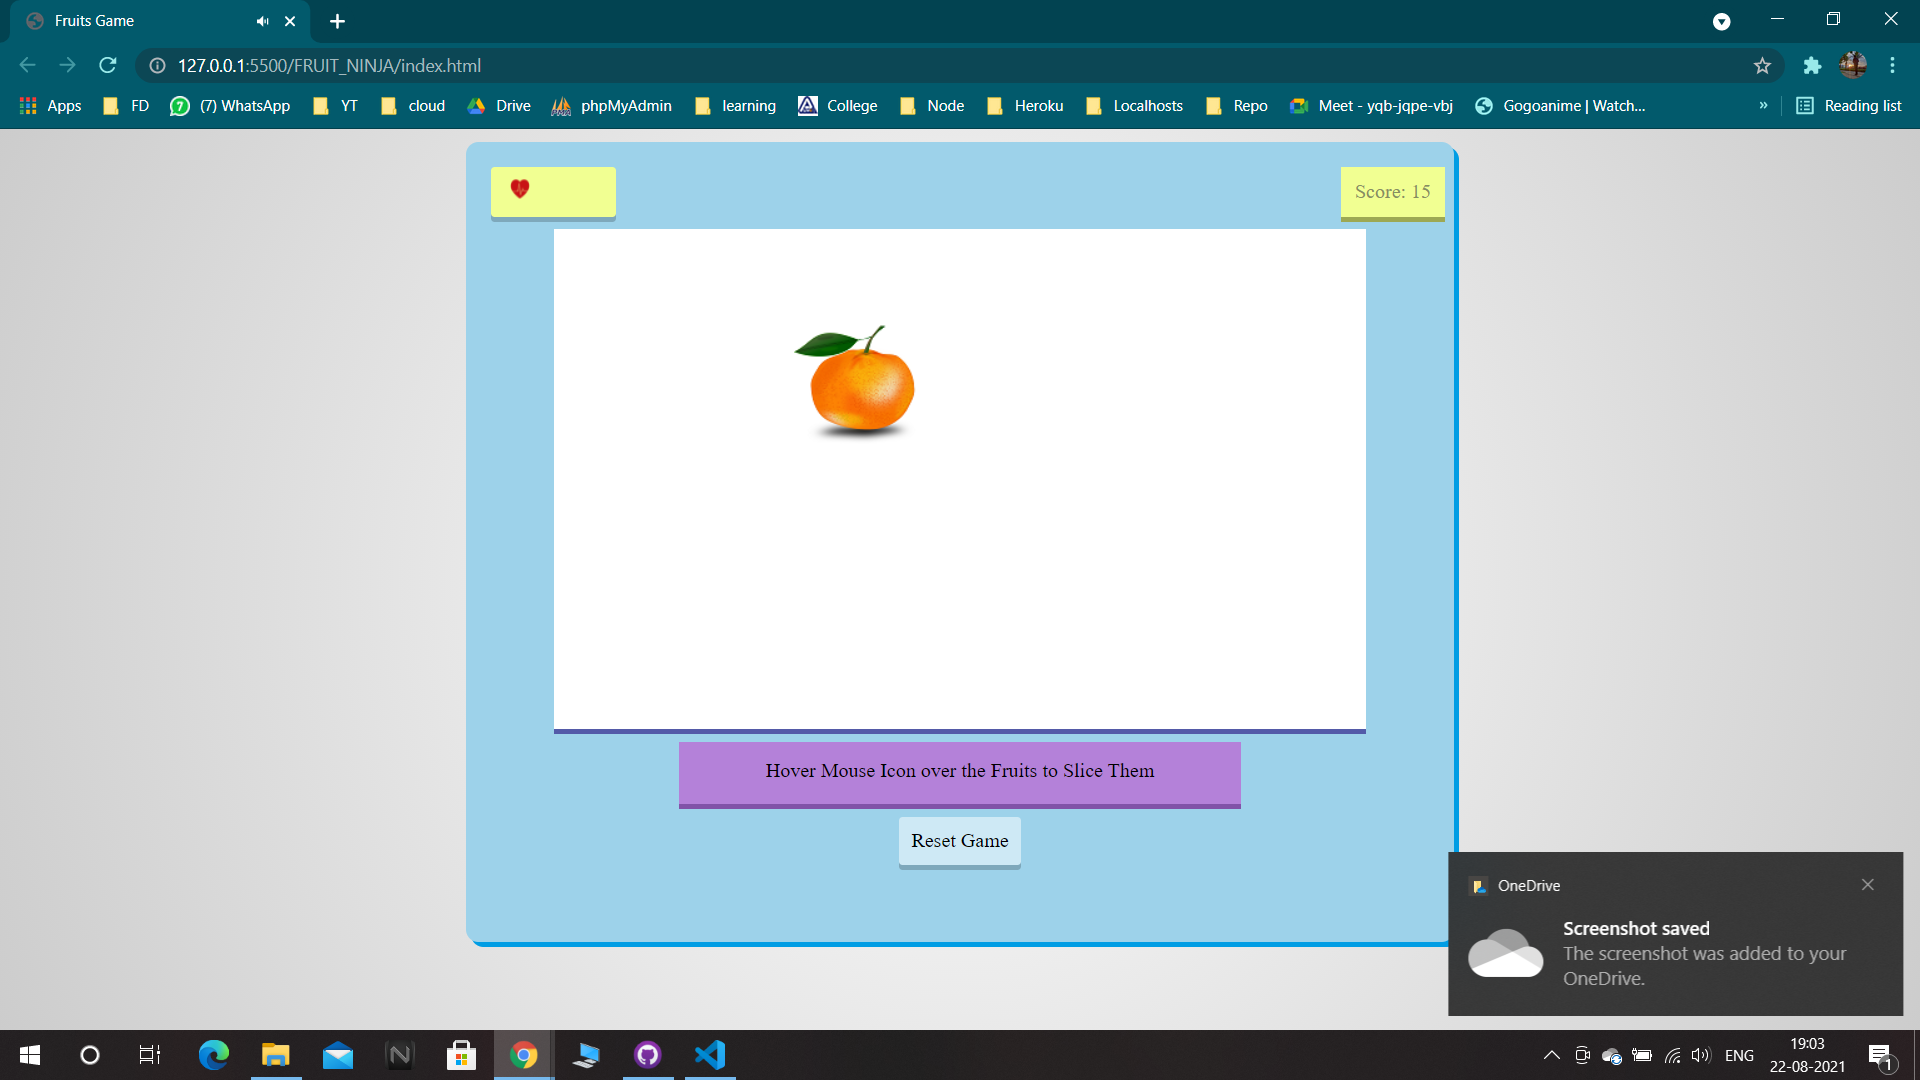 Fruits Game
127.0.0.1:5500/FRUIT_NINJA/index.html
Apps FD 7 (7) WhatsApp YT cloud Drive phpMyAdmin learning College Node Heroku Localhosts Repo Meet - yqb-jqpe-vbj Gogoanime | Watch... » Reading list
Score: 15
Hover Mouse Icon over the Fruits to Slice Them
Reset Game
OneDrive
Screenshot saved
The screenshot was added to your
OneDrive.
ENG
19:03
22-08-2021
1